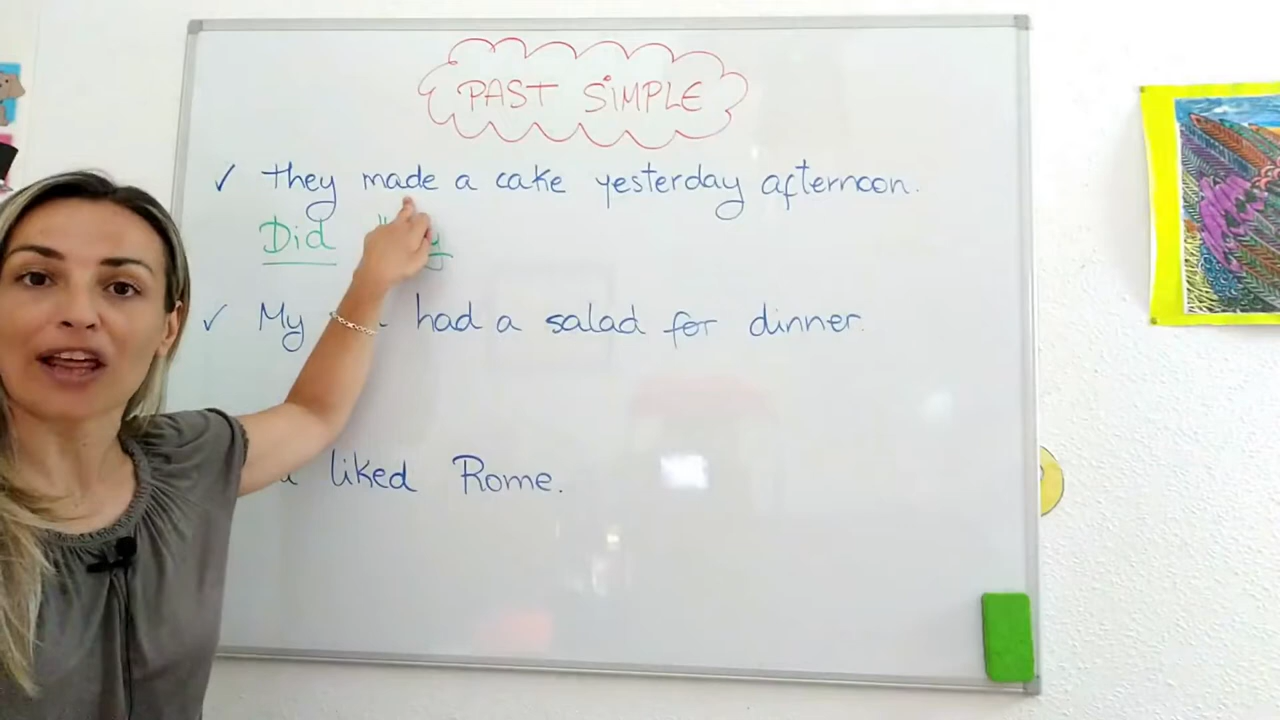 PAST SIMPLE
✓ they made a cake yesterday afternoon.
Did
✓ My had a salad for dinner.
liked Rome.